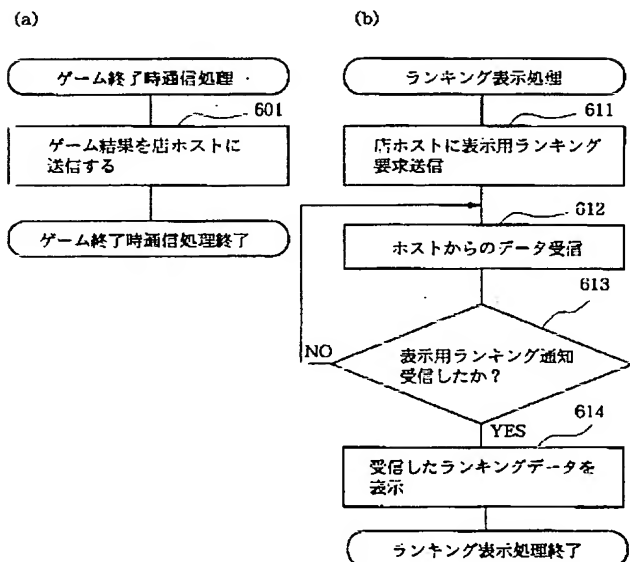 (a)
ゲーム終了時通信処理
601
ゲーム結果を店ホストに
送信する
ゲーム終了時通信処理終了
(b)
ランキング表示処理
611
店ホストに表示用ランキング
要求送信
612
ホストからのデータ受信
613
表示用ランキング通知
受信したか？
NO
YES
614
受信したランキングデータを
表示
ランキング表示処理終了